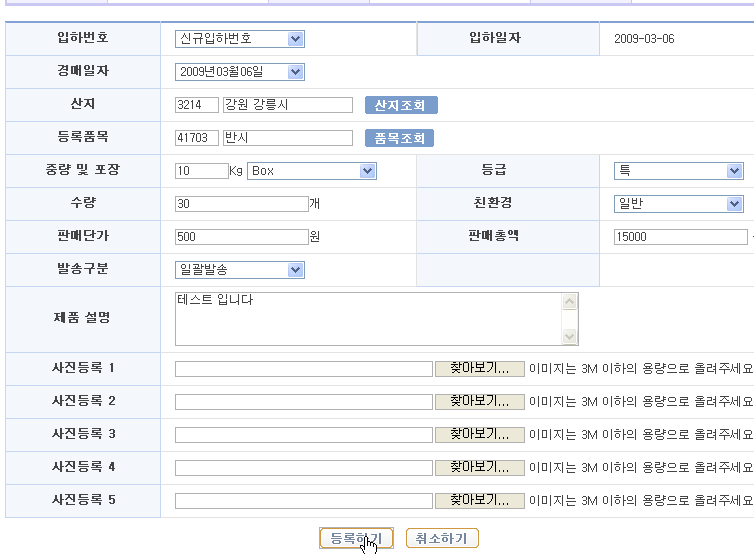 입하번호 신규입하번호 입하일자 2009-03-06
경매일자 2009년03월06일
산지 3214 강원 강릉시 산지조회
등록품목 41703 반시 품목조회
중량 및 포장 10 Kg Box 등급 특
수량 30 개 친환경 일반
판매단가 500 원 판매총액 15000
발송구분 일괄발송
제품 설명 테스트 입니다
사진등록 1 찾아보기... 이미지는 3M 이하의 용량으로 올려주세요
사진등록 2 찾아보기... 이미지는 3M 이하의 용량으로 올려주세요
사진등록 3 찾아보기... 이미지는 3M 이하의 용량으로 올려주세요
사진등록 4 찾아보기... 이미지는 3M 이하의 용량으로 올려주세요
사진등록 5 찾아보기... 이미지는 3M 이하의 용량으로 올려주세요
등록하기 취소하기